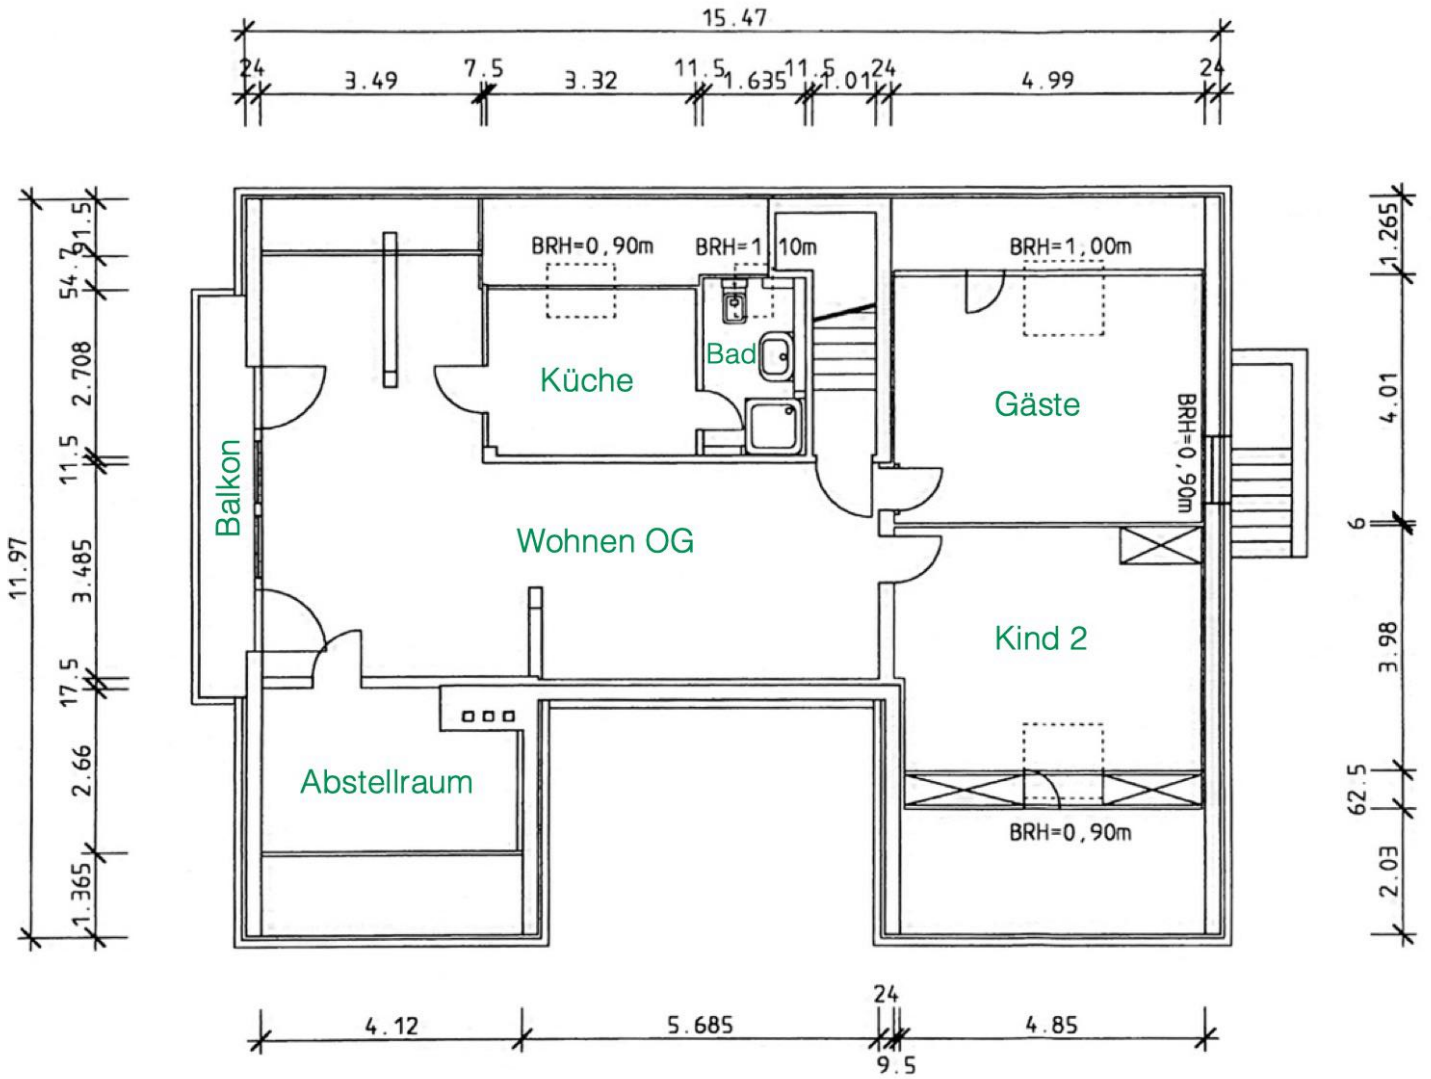 15.47
24 3.49 7.5 3.32 11.5 1.635 11.5 1.01 24 4.99 24
91.5
54.7
2.708
11.5
3.485
17.5
2.66
1.365
11.97
1.265
4.01
6
3.98
62.5
2.03
BRH=0,90m
BRH=1,10m
BRH=1,00m
Bad
Küche
Gäste
BRH=0,90m
Balkon
Wohnen OG
Kind 2
Abstellraum
BRH=0,90m
24
4.12 5.685 4.85
9.5